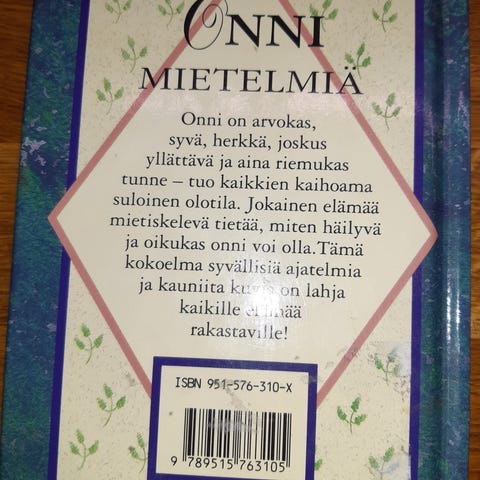 ONNI
MIETELMIÄ
Onni on arvokas,
syvä, herkkä, joskus
yllättävä ja aina riemukas
tunne – tuo kaikkien kaihoama
suloinen olotila. Jokainen elämää
mietiskelevä tietää, miten häilyvä
ja oikukas onni voi olla.Tämä
kokoelma syvällisiä ajatelmia
ja kauniita kuvia on lahja
kaikille elämää
rakastaville!
ISBN 951-576-310-X
9 789515 763105